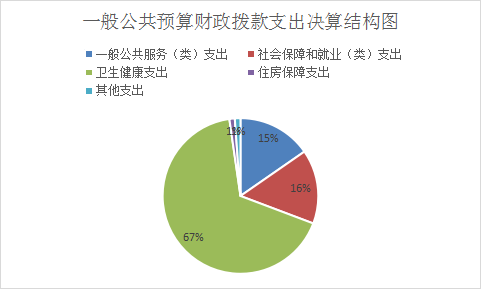 一般公共预算财政拨款支出决算结构图
一般公共服务（类）支出 社会保障和就业（类）支出
卫生健康支出 住房保障支出
其他支出
1% 1%
15%
16%
67%